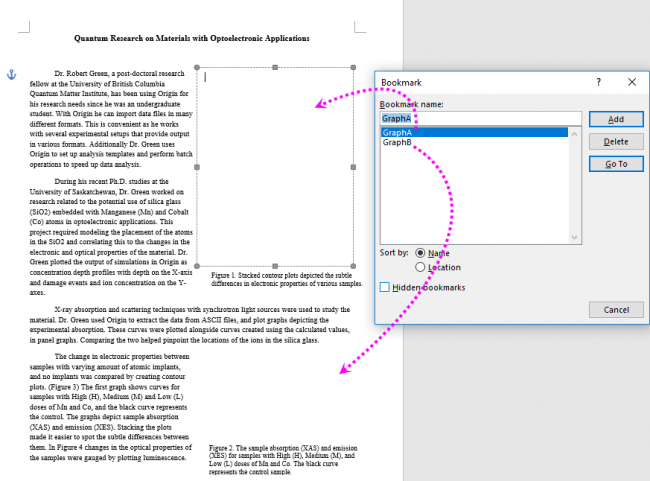 Quantum Research on Materials with Optoelectronic Applications
Dr. Robert Green, a post-doctoral research
fellow at the University of British Columbia
Quantum Matter Institute, has been using Origin for
his research needs since he was an undergraduate
student. With Origin he can import data files in many
different formats. This is convenient as he works
with several experimental setups that provide output
in various formats. Additionally Dr. Green uses
Origin to set up analysis templates and perform batch
operations to speed up data analysis.
During his recent Ph.D. studies at the
University of Saskatchewan, Dr. Green worked on
research related to the potential use of silica glass
(SiO2) embedded with Manganese (Mn) and Cobalt
(Co) atoms in optoelectronic applications. This
project required modeling the placement of the atoms
in the SiO2 and correlating this to the changes in the
electronic and optical properties of the material. Dr.
Green plotted the output of simulations in Origin as
concentration depth profiles with depth on the X-axis
and damage events and ion concentration on the Y-
axes.
Figure 1. Stacked contour plots depicted the subtle
differences in electronic properties of various samples.
X-ray absorption and scattering techniques with synchrotron light sources were used to study the
material. Dr. Green used Origin to extract the data from ASCII files, and plot graphs depicting the
experimental absorption. These curves were plotted alongside curves created using the calculated values,
in panel graphs. Comparing the two helped pinpoint the locations of the ions in the silica glass.
The change in electronic properties between
samples with varying amount of atomic implants,
and no implants was compared by creating contour
plots. (Figure 3) The first graph shows curves for
samples with High (H), Medium (M) and Low (L)
doses of Mn and Co, and the black curve represents
the control. The graphs depict sample absorption
(XAS) and emission (XES). Stacking the plots
made it easier to spot the subtle differences between
them. In Figure 4 changes in the optical properties of
the samples were gauged by plotting luminescence.
Figure 2. The sample absorption (XAS) and emission
(XES) for samples with High (H), Medium (M), and
Low (L) doses of Mn and Co. The black curve
represents the control sample.
Bookmark
?
Bookmark name:
GraphA
Add
GraphA
GraphB
Delete
Go To
Sort by:
Name
Location
Hidden bookmarks
Cancel